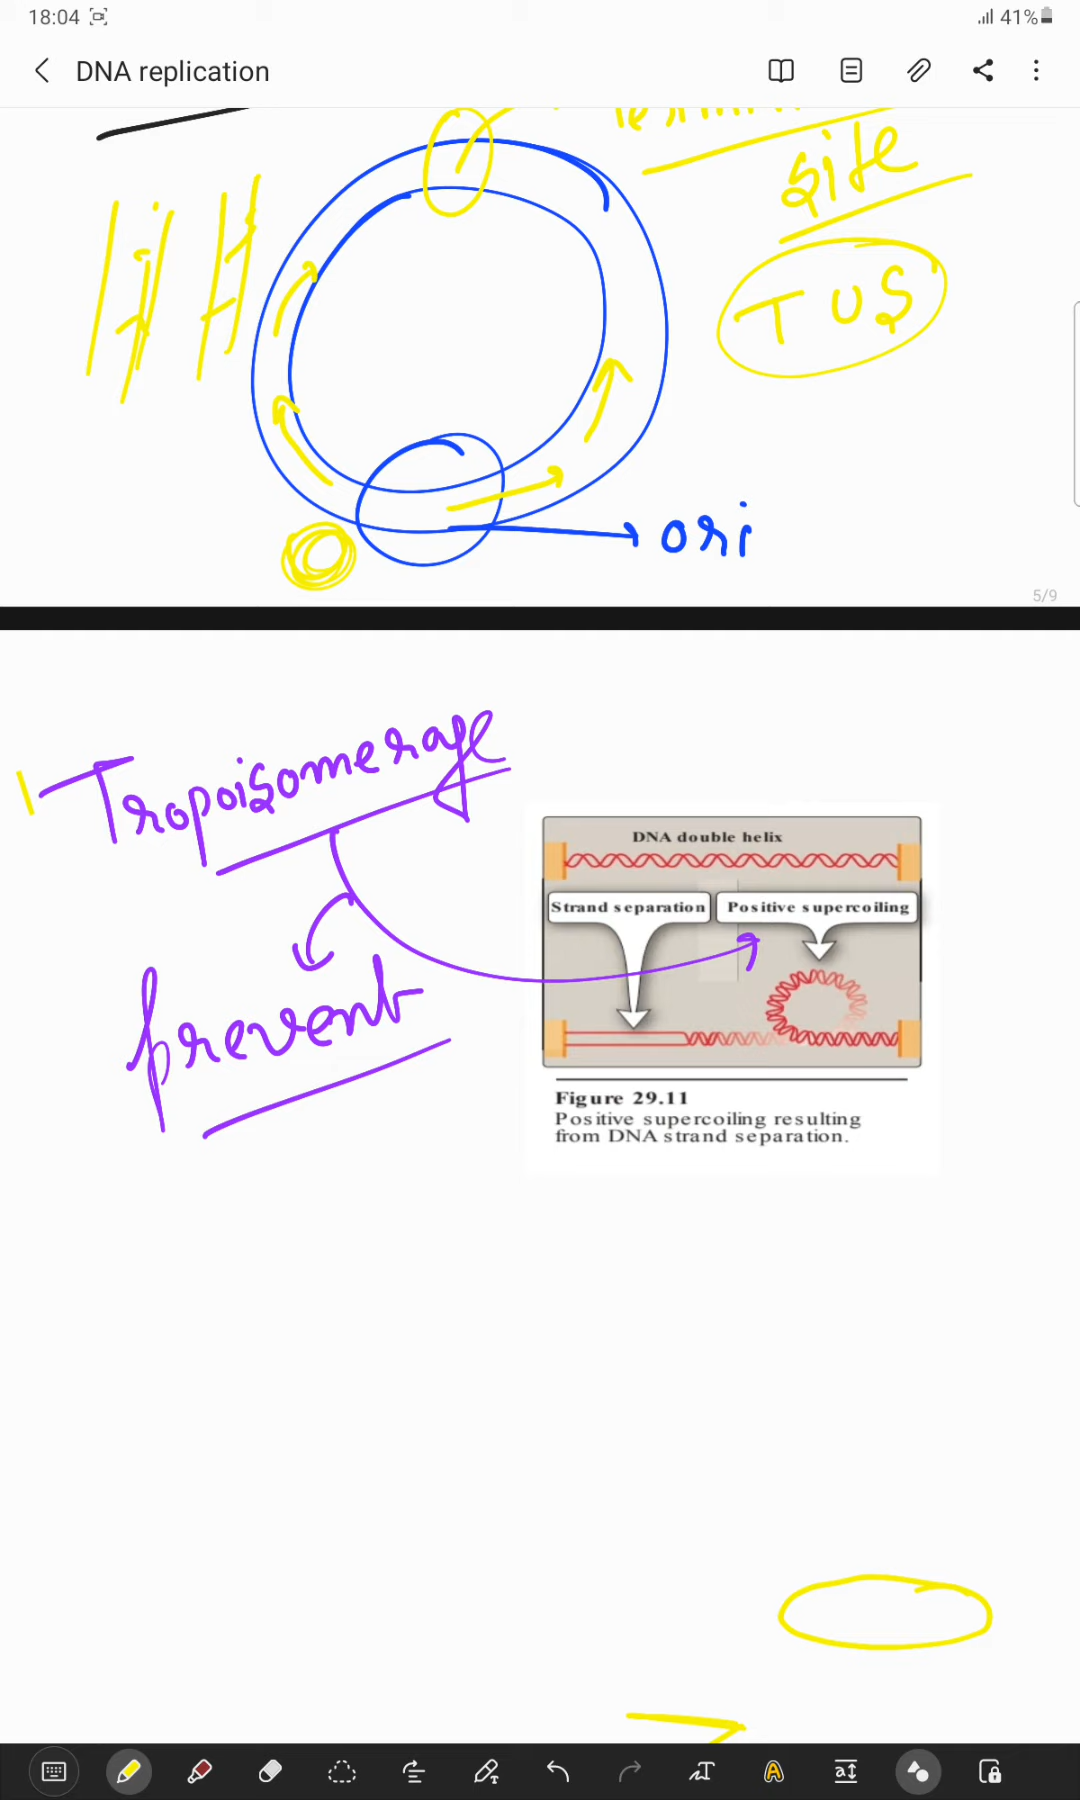 18:04 41%
DNA replication
site
TUS
ori
5/9
Tropoisomerase
prevent
DNA double helix
Strand separation Positive supercoiling
Figure 29.11
Positive supercoiling resulting
from DNA strand separation.